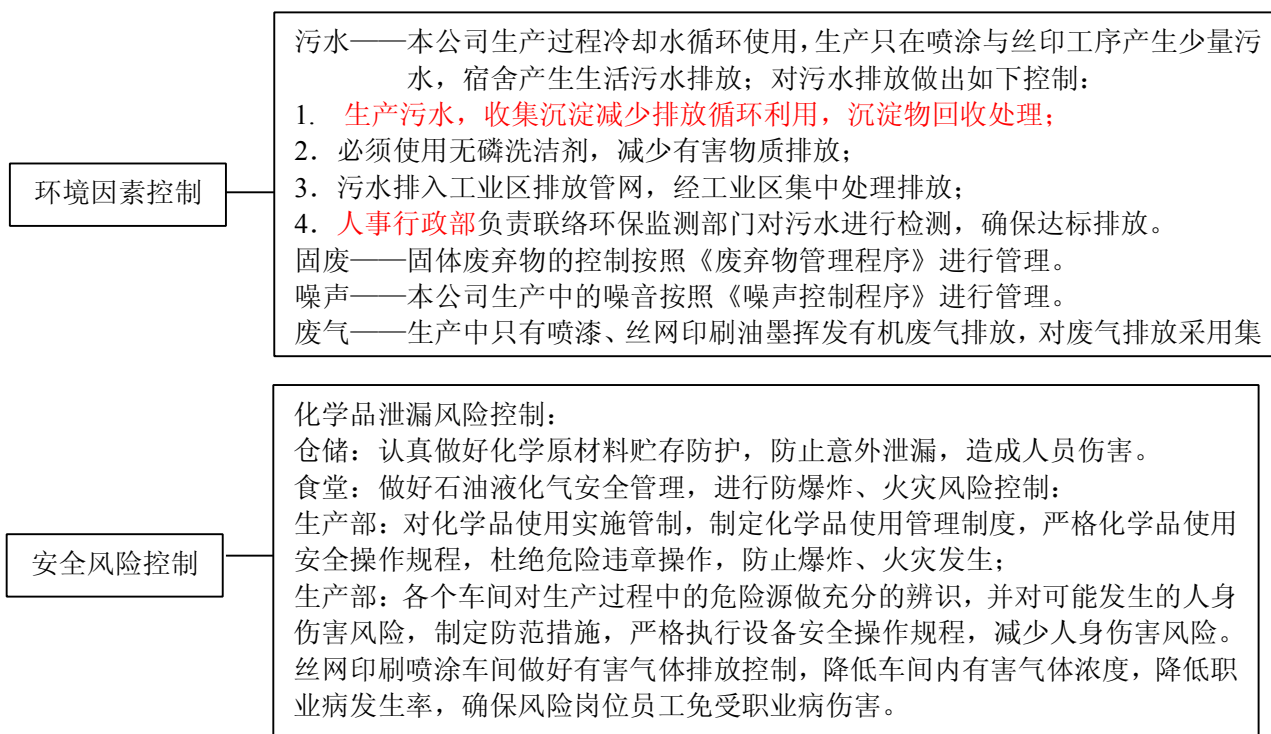 环境因素控制
污水——本公司生产过程冷却水循环使用,生产只在喷涂与丝印工序产生少量污
水，宿舍产生生活污水排放；对污水排放做出如下控制：
1. 生产污水，收集沉淀减少排放循环利用，沉淀物回收处理；
2．必须使用无磷洗洁剂，减少有害物质排放；
3．污水排入工业区排放管网，经工业区集中处理排放；
4．人事行政部负责联络环保监测部门对污水进行检测，确保达标排放。
固废——固体废弃物的控制按照《废弃物管理程序》进行管理。
噪声——本公司生产中的噪音按照《噪声控制程序》进行管理。
废气——生产中只有喷漆、丝网印刷油墨挥发有机废气排放,对废气排放采用集
安全风险控制
化学品泄漏风险控制：
仓储：认真做好化学原材料贮存防护，防止意外泄漏，造成人员伤害。
食堂：做好石油液化气安全管理，进行防爆炸、火灾风险控制：
生产部：对化学品使用实施管制，制定化学品使用管理制度，严格化学品使用
安全操作规程，杜绝危险违章操作，防止爆炸、火灾发生；
生产部：各个车间对生产过程中的危险源做充分的辨识，并对可能发生的人身
伤害风险，制定防范措施，严格执行设备安全操作规程，减少人身伤害风险。
丝网印刷喷涂车间做好有害气体排放控制，降低车间内有害气体浓度，降低职
业病发生率，确保风险岗位员工免受职业病伤害。